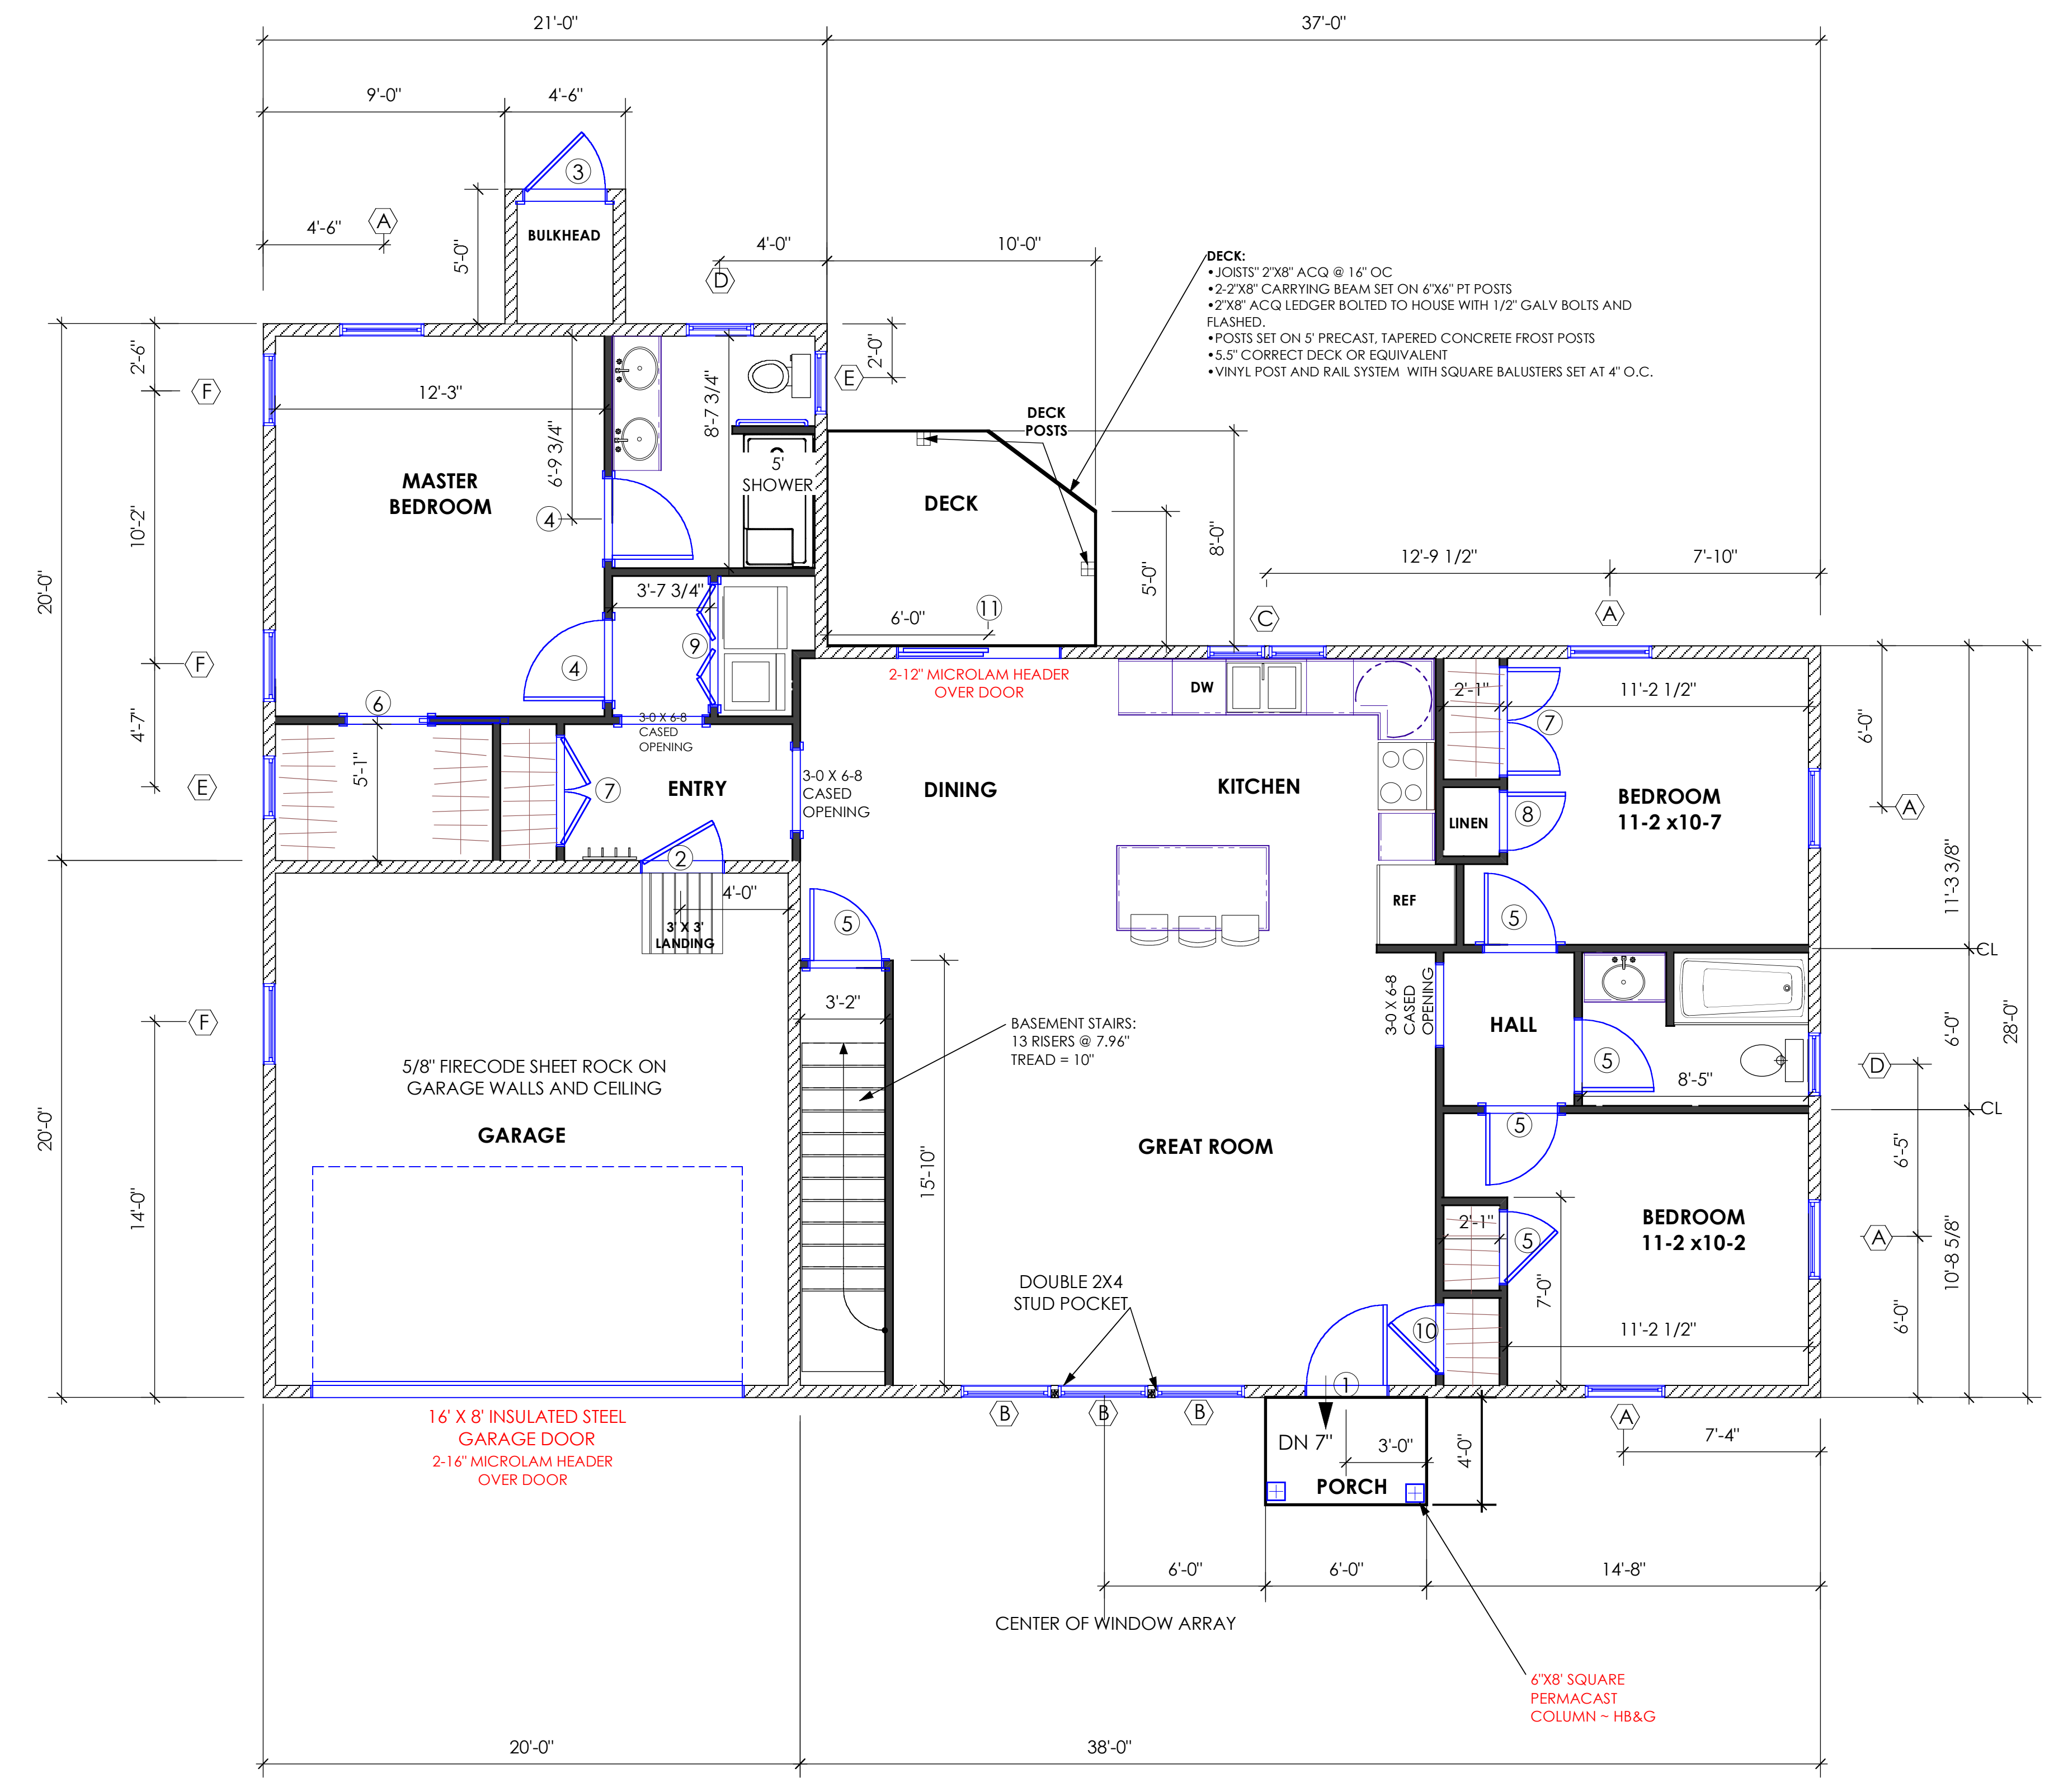 21'-0"
37'-0"
9'-0"
4'-6"
3
A
4'-6"
BULKHEAD
5'-0"
4'-0"
10'-0"
D
DECK:
•JOISTS" 2"X8" ACQ @ 16" OC
•2-2"X8" CARRYING BEAM SET ON 6"X6" PT POSTS
•2"X8" ACQ LEDGER BOLTED TO HOUSE WITH 1/2" GALV BOLTS AND
FLASHED.
•POSTS SET ON 5' PRECAST, TAPERED CONCRETE FROST POSTS
•5.5" CORRECT DECK OR EQUIVALENT
•VINYL POST AND RAIL SYSTEM  WITH SQUARE BALUSTERS SET AT 4" O.C.
2'-6"
2'-0"
E
F
12'-3"
8'-7 3/4"
DECK
POSTS
6'-9 3/4"
5'
SHOWER
MASTER
BEDROOM
DECK
10'-2"
4
8'-0"
12'-9 1/2"
7'-10"
20'-0"
5'-0"
3'-7 3/4"
6'-0"
11
C
A
9
F
4
2-12" MICROLAM HEADER
OVER DOOR
DW
2'-1"
11'-2 1/2"
6
4'-7"
3-0 X 6-8
CASED
OPENING
7
6'-0"
5'-1"
E
7
ENTRY
3-0 X 6-8
CASED
OPENING
DINING
KITCHEN
BEDROOM
11-2 x10-7
A
LINEN
8
2
11'-3 3/8"
4'-0"
REF
3' X 3'
LANDING
5
5
CL
3'-2"
3-0 X 6-8
CASED
OPENING
F
BASEMENT STAIRS:
13 RISERS @ 7.96"
TREAD = 10"
HALL
6'-0"
28'-0"
5/8" FIRECODE SHEET ROCK ON
GARAGE WALLS AND CEILING
5
D
8'-5"
CL
GARAGE
20'-0"
5
GREAT ROOM
6'-5"
15'-10"
14'-0"
2'-1"
5
BEDROOM
11-2 x10-2
A
10'-8 5/8"
7'-0"
DOUBLE 2X4
STUD POCKET
6'-0"
10
11'-2 1/2"
1
B
B
B
A
16' X 8' INSULATED STEEL
GARAGE DOOR
2-16" MICROLAM HEADER
OVER DOOR
DN 7"
3'-0"
4'-0"
7'-4"
PORCH
6'-0"
6'-0"
14'-8"
CENTER OF WINDOW ARRAY
6"X8' SQUARE
PERMACAST
COLUMN ~ HB&G
20'-0"
38'-0"